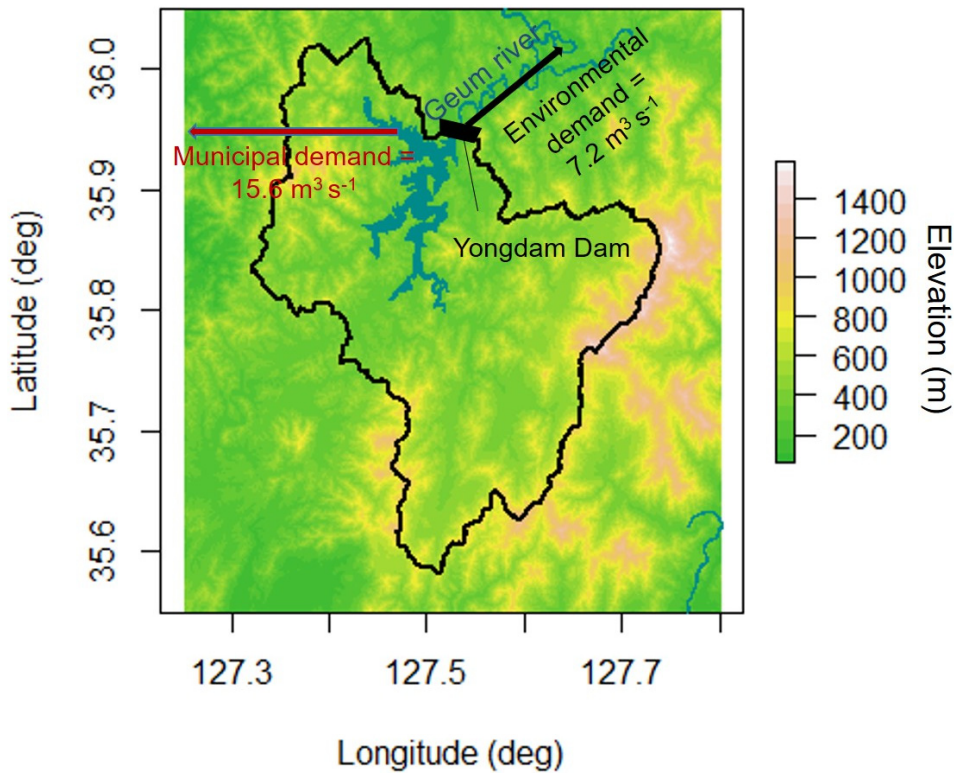 36.0
35.9
35.8
35.7
35.6
Latitude (deg)
127.3
127.5
127.7
Longitude (deg)
Geum river
Environmental
demand =
7.2 m³ s⁻¹
Municipal demand =
15.6 m³ s⁻¹
Yongdam Dam
1400
1200
1000
800
600
400
200
Elevation (m)